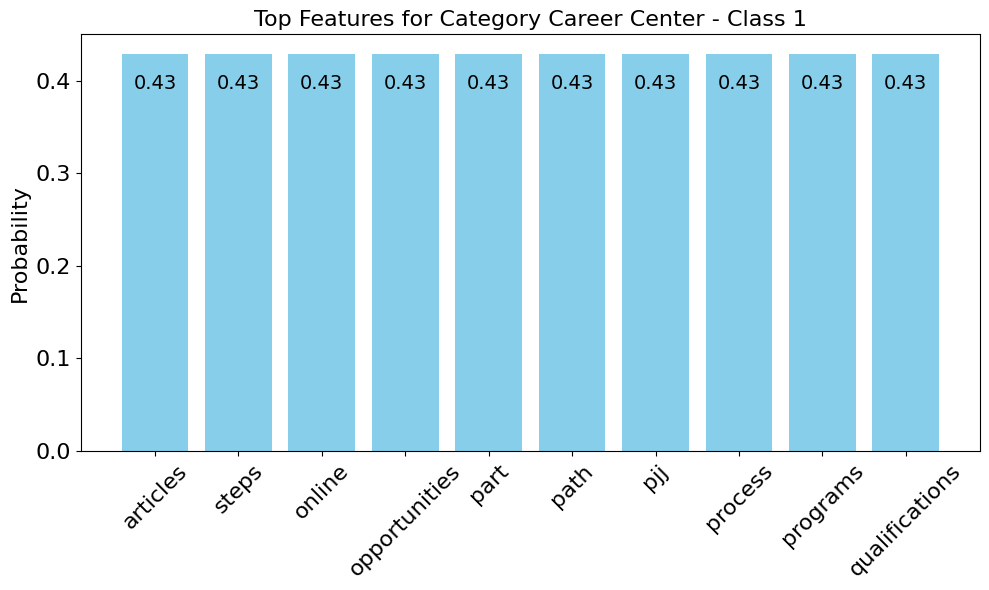 Top Features for Category Career Center - Class 1
Probability
0.4
0.3
0.2
0.1
0.0
0.43 0.43 0.43 0.43 0.43 0.43 0.43 0.43 0.43 0.43
articles steps online opportunities part path pjj process programs qualifications